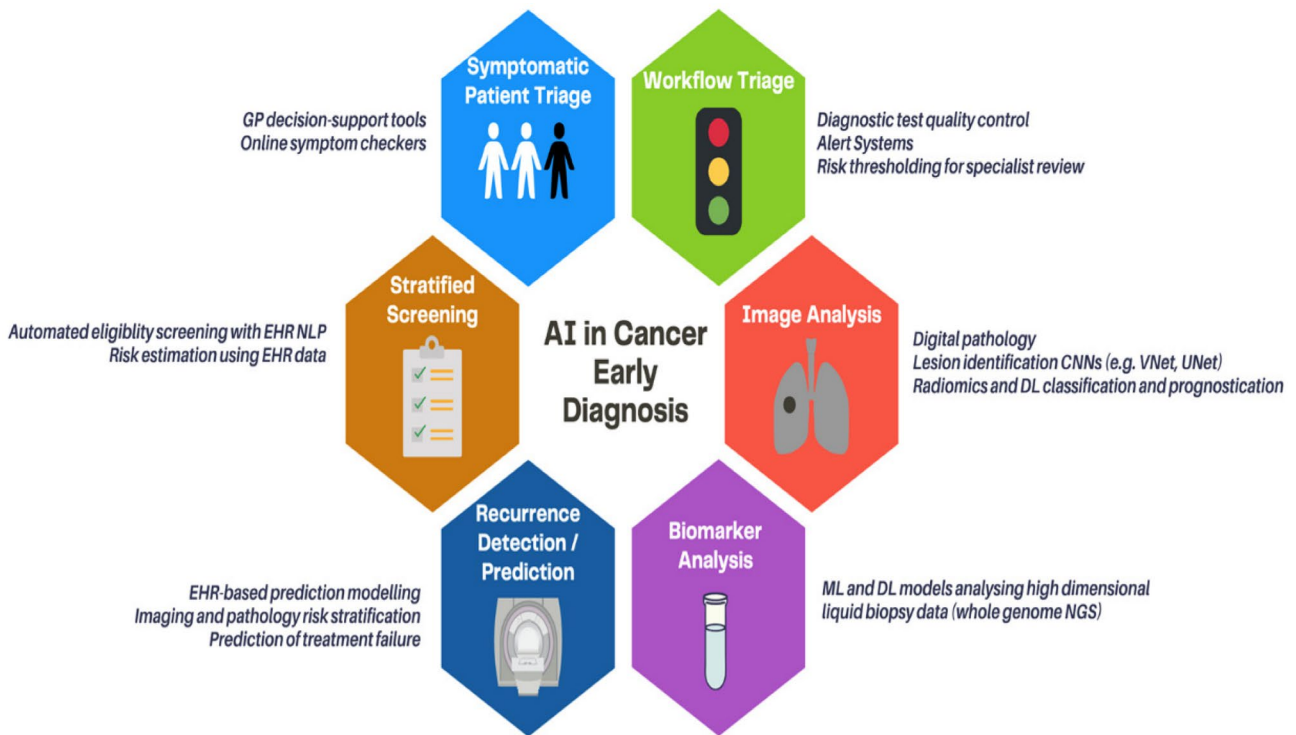 Symptomatic
Patient Triage
GP decision-support tools
Online symptom checkers
Workflow Triage
Diagnostic test quality control
Alert Systems
Risk thresholding for specialist review
Stratified
Screening
Automated eligiblity screening with EHR NLP
Risk estimation using EHR data
AI in Cancer
Early
Diagnosis
Image Analysis
Digital pathology
Lesion identification CNNs (e.g. VNet, UNet)
Radiomics and DL classification and prognostication
Recurrence
Detection /
Prediction
EHR-based prediction modelling
Imaging and pathology risk stratification
Prediction of treatment failure
Biomarker
Analysis
ML and DL models analysing high dimensional
liquid biopsy data (whole genome NGS)